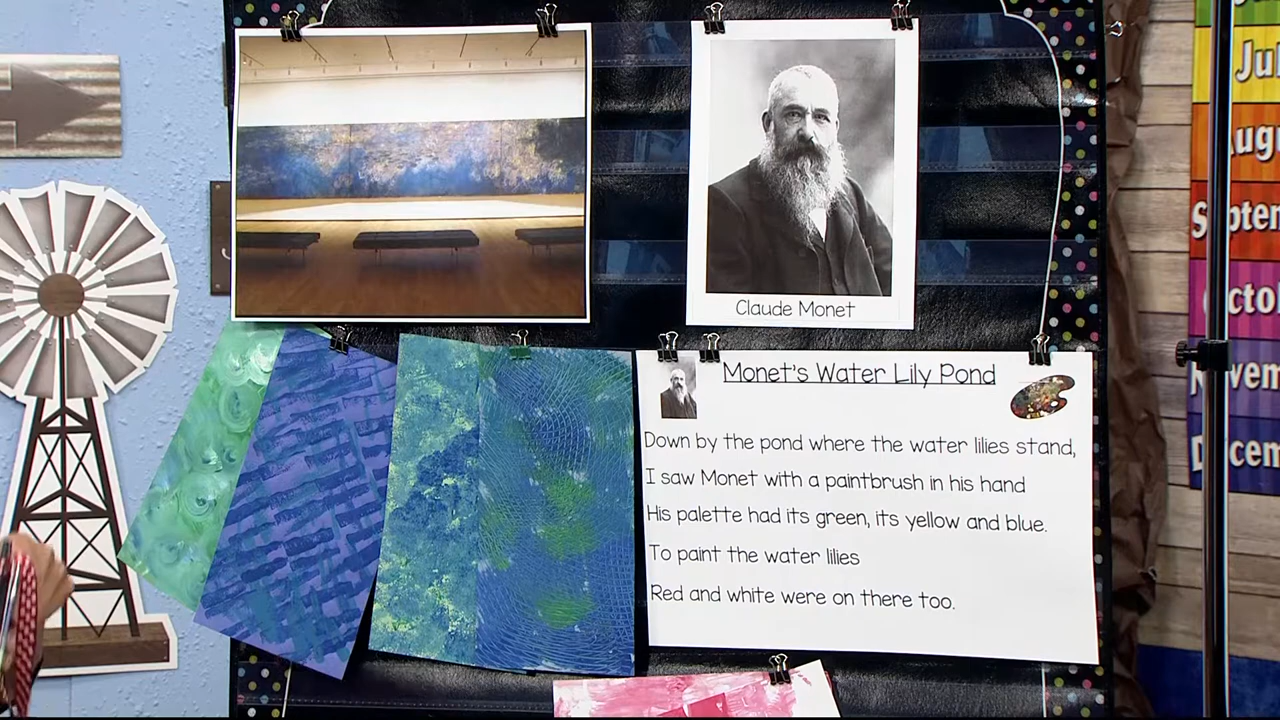 Claude Monet
Monet's Water Lily Pond
Down by the pond where the water lilies stand,
I saw Monet with a paintbrush in his hand
His palette had its green, its yellow and blue.
To paint the water lilies
Red and white were on there too.